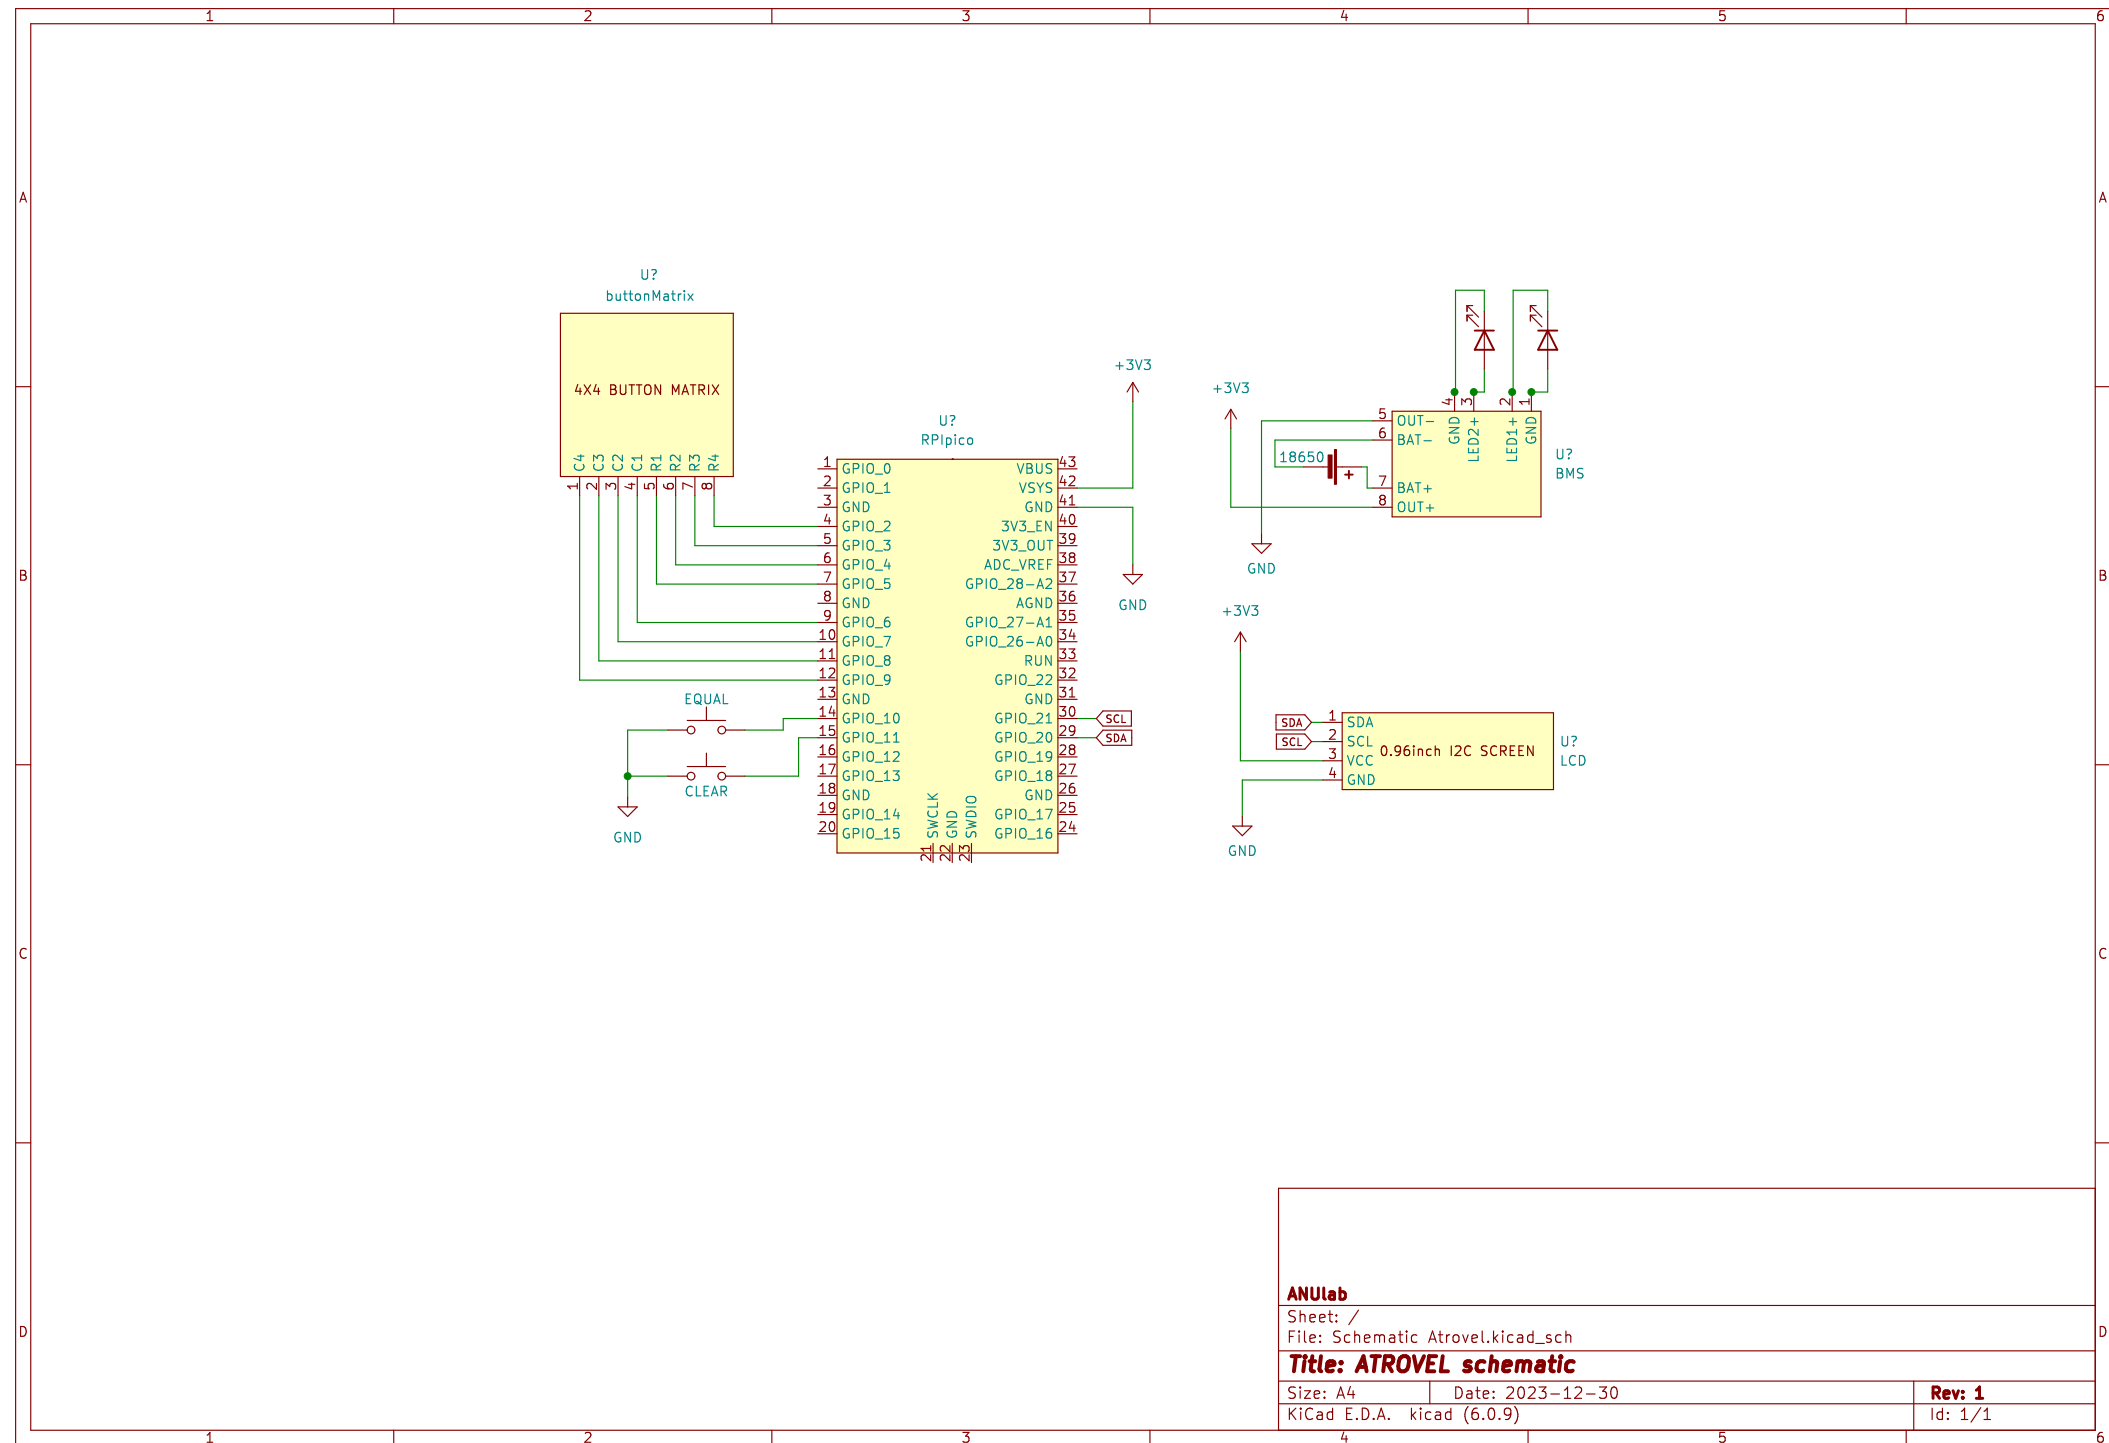 1 2 3 4 5 6
A A
B B
C C
D D
U?
buttonMatrix
4X4 BUTTON MATRIX
C4 C3 C2 C1 R1 R2 R3 R4
1 2 3 4 5 6 7 8
EQUAL
CLEAR
GND
U?
RPIpico
1 GPIO_0
2 GPIO_1
3 GND
4 GPIO_2
5 GPIO_3
6 GPIO_4
7 GPIO_5
8 GND
9 GPIO_6
10 GPIO_7
11 GPIO_8
12 GPIO_9
13 GND
14 GPIO_10
15 GPIO_11
16 GPIO_12
17 GPIO_13
18 GND
19 GPIO_14
20 GPIO_15
SWCLK GND SWDIO
21 22 23
VBUS 43
VSYS 42
GND 41
3V3_EN 40
3V3_OUT 39
ADC_VREF 38
GPIO_28-A2 37
AGND 36
GPIO_27-A1 35
GPIO_26-A0 34
RUN 33
GPIO_22 32
GND 31
GPIO_21 30 SCL
GPIO_20 29 SDA
GPIO_19 28
GPIO_18 27
GND 26
GPIO_17 25
GPIO_16 24
+3V3
GND
+3V3
GND
18650
+
4 3 2 1
GND LED2+ LED1+ GND
5 OUT-
6 BAT-
7 BAT+
8 OUT+
U?
BMS
+3V3
SDA 1 SDA
SCL 2 SCL
3 VCC
4 GND
0.96inch I2C SCREEN
U?
LCD
GND
ANUlab
Sheet: /
File: Schematic Atrovel.kicad_sch
Title: ATROVEL schematic
Size: A4 Date: 2023-12-30 Rev: 1
KiCad E.D.A. kicad (6.0.9) Id: 1/1
1 2 3 4 5 6